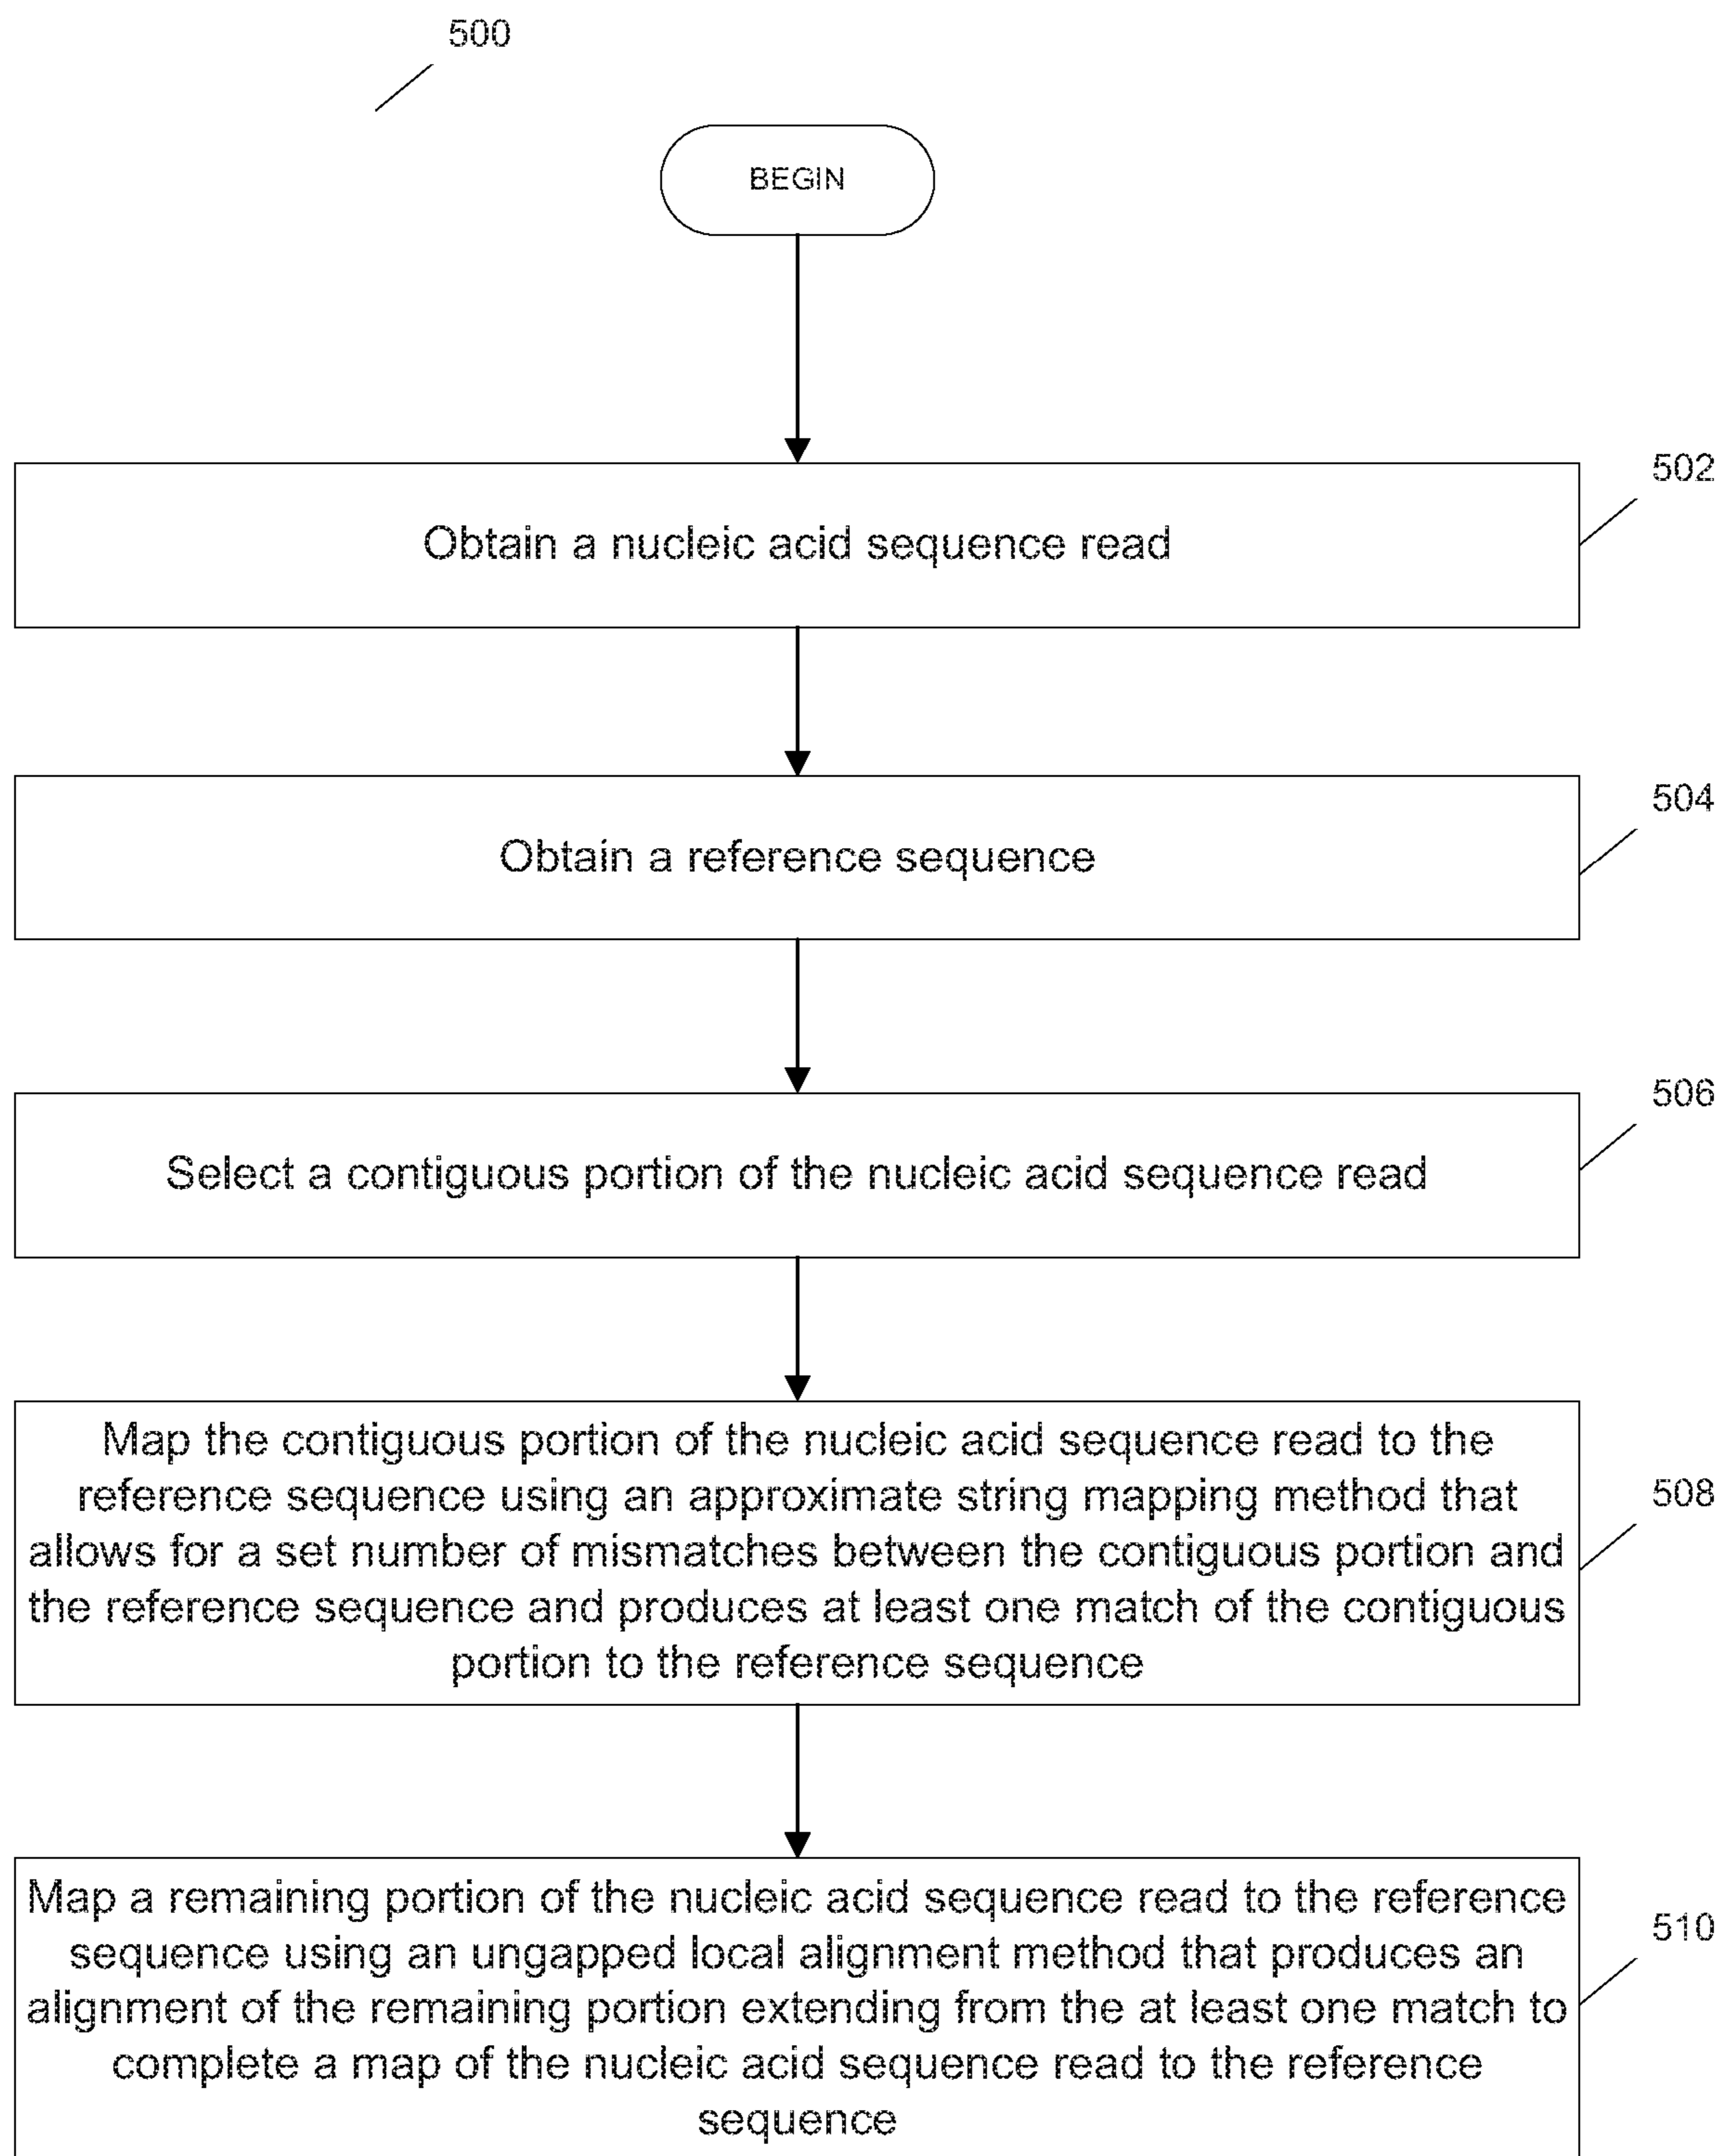 500
BEGIN
502
Obtain a nucleic acid sequence read
504
Obtain a reference sequence
506
Select a contiguous portion of the nucleic acid sequence read
Map the contiguous portion of the nucleic acid sequence read to the
reference sequence using an approximate string mapping method that
508
allows for a set number of mismatches between the contiguous portion and
the reference sequence and produces at least one match of the contiguous
portion to the reference sequence
Map a remaining portion of the nucleic acid sequence read to the reference
510
sequence using an ungapped local alignment method that produces an
alignment of the remaining portion extending from the at least one match to
complete a map of the nucleic acid sequence read to the reference
sequence